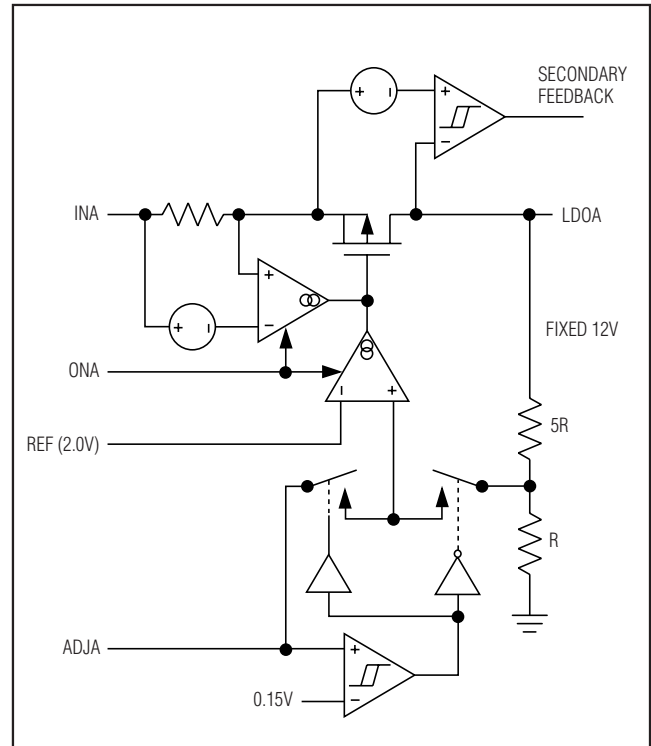 SECONDARY
FEEDBACK
+
−
+
−
INA
LDOA
+
−
+
−
FIXED 12V
ONA
−
+
5R
REF (2.0V)
R
ADJA
+
0.15V
−